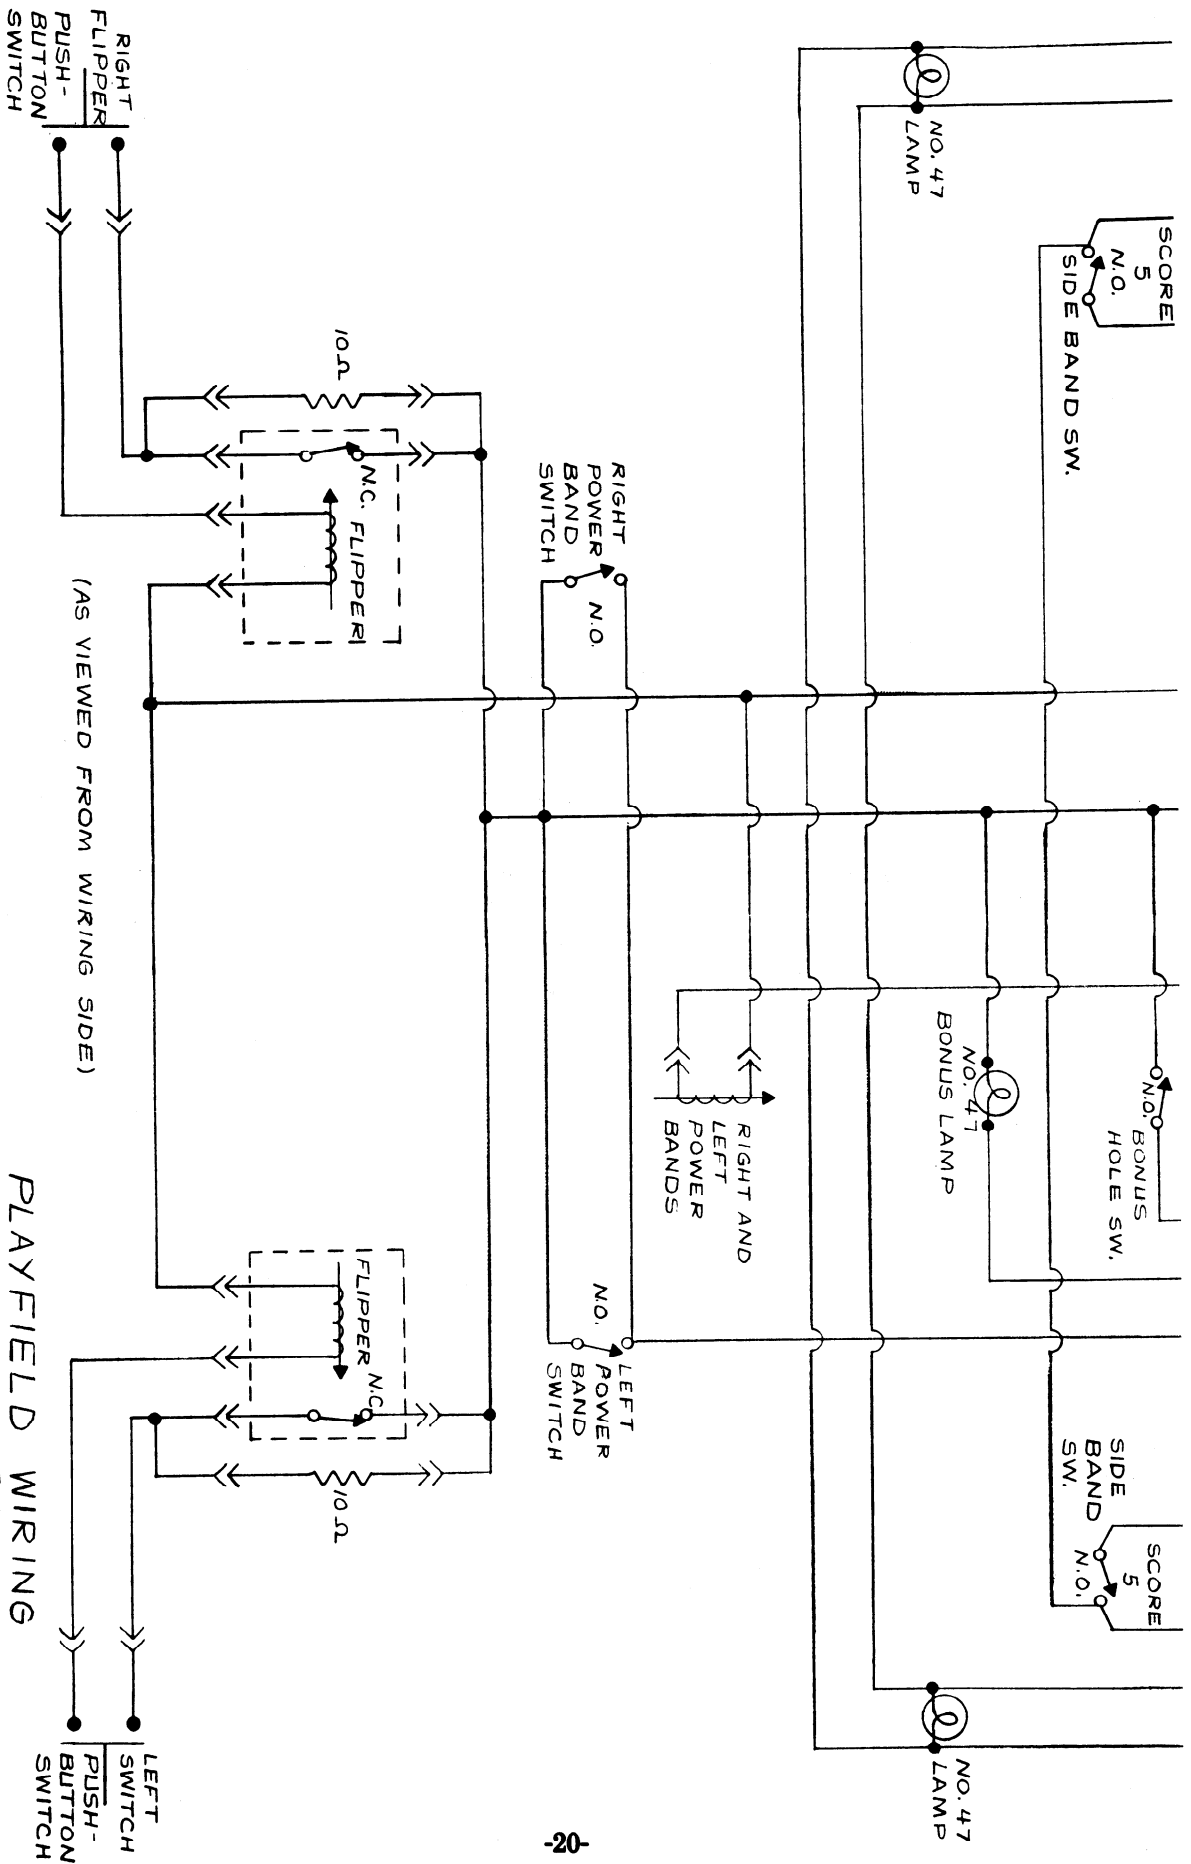 NO. 47
LAMP
SCORE
5
N.O.
SIDE BAND SW.
RIGHT
FLIPPER
PUSH-
BUTTON
SWITCH
10Ω
N.C.
FLIPPER
RIGHT
POWER
BAND
SWITCH
N.O.
(AS VIEWED FROM WIRING SIDE)
N.O.
BONUS
HOLE SW.
NO. 47
BONUS LAMP
RIGHT AND
LEFT
POWER
BANDS
N.O.
LEFT
POWER
BAND
SWITCH
FLIPPER
N.C.
10Ω
SIDE
BAND
SW.
SCORE
5
N.O.
NO. 47
LAMP
LEFT
SWITCH
PUSH-
BUTTON
SWITCH
PLAYFIELD WIRING
-20-